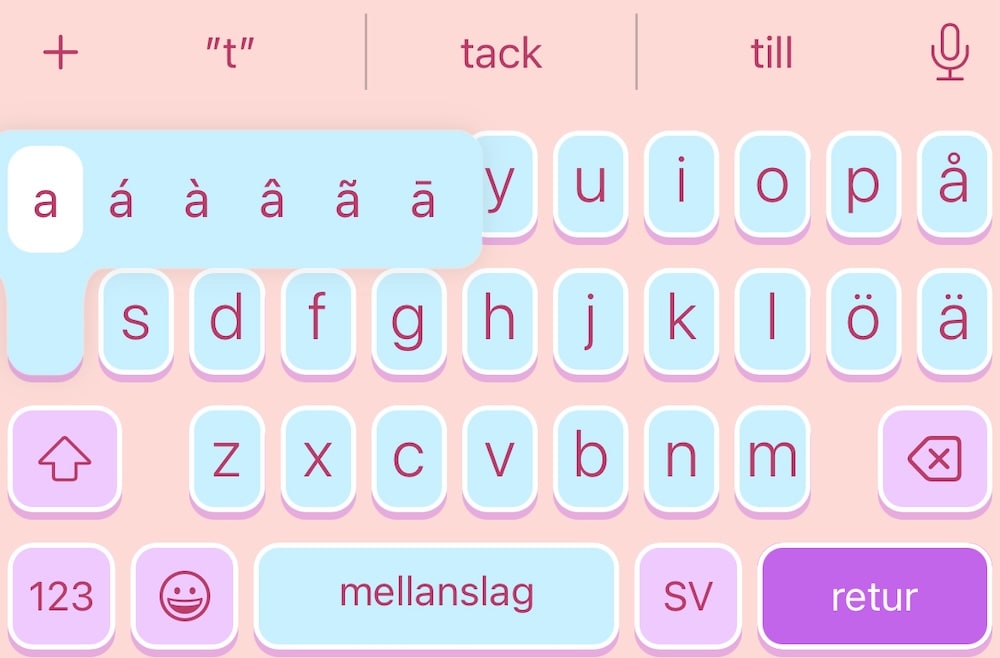 + "t" tack till
a á à â ã ā y u i o p å
s d f g h j k l ö ä
z x c v b n m
123 mellanslag SV retur